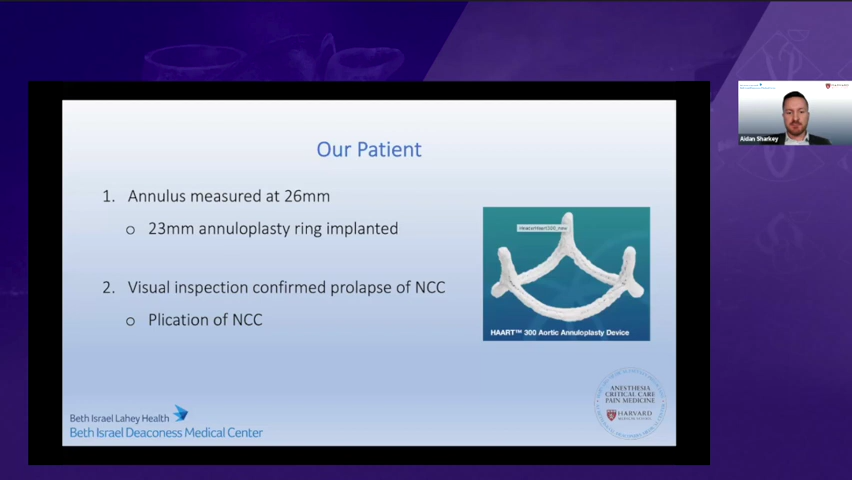 Our Patient
1. Annulus measured at 26mm
o 23mm annuloplasty ring implanted
2. Visual inspection confirmed prolapse of NCC
o Plication of NCC
HAART™ 300 Aortic Annuloplasty Device
Beth Israel Lahey Health
Beth Israel Deaconess Medical Center
ANESTHESIA
CRITICAL CARE
PAIN MEDICINE
HARVARD
Aidan Sharkey